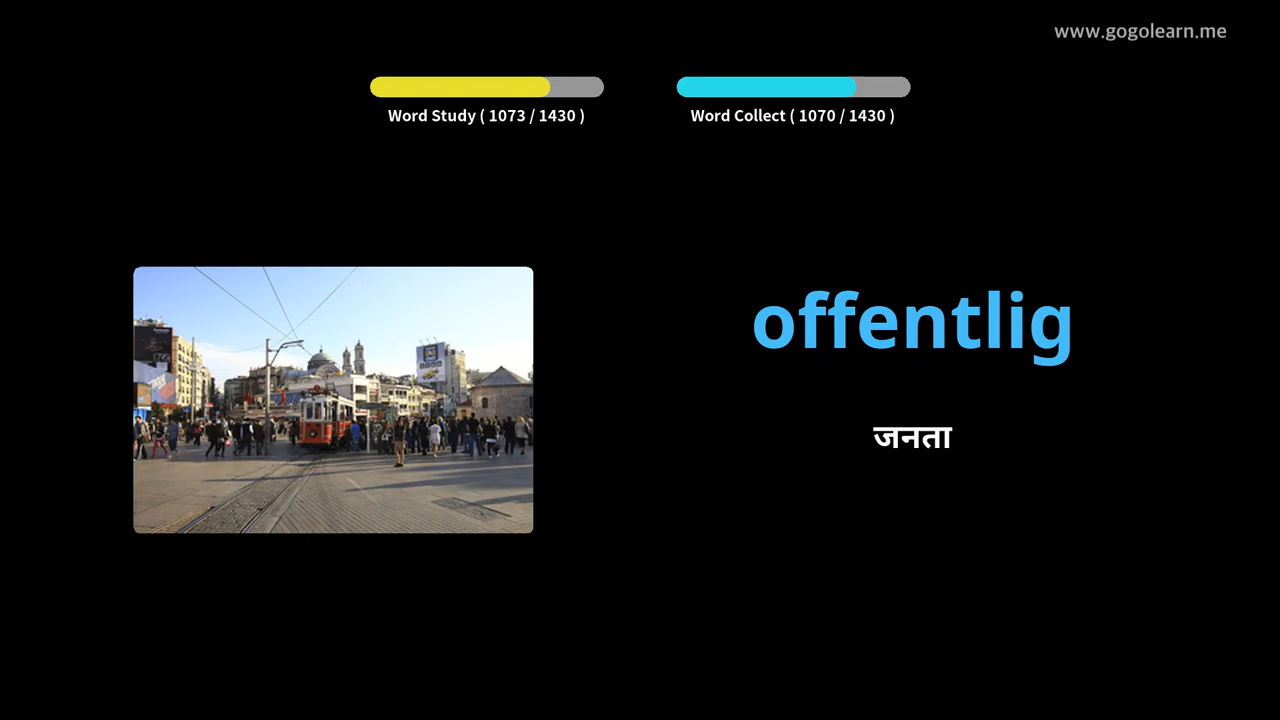 www.gogolearn.me
Word Study ( 1073 / 1430 )
Word Collect ( 1070 / 1430 )
offentlig
जनता